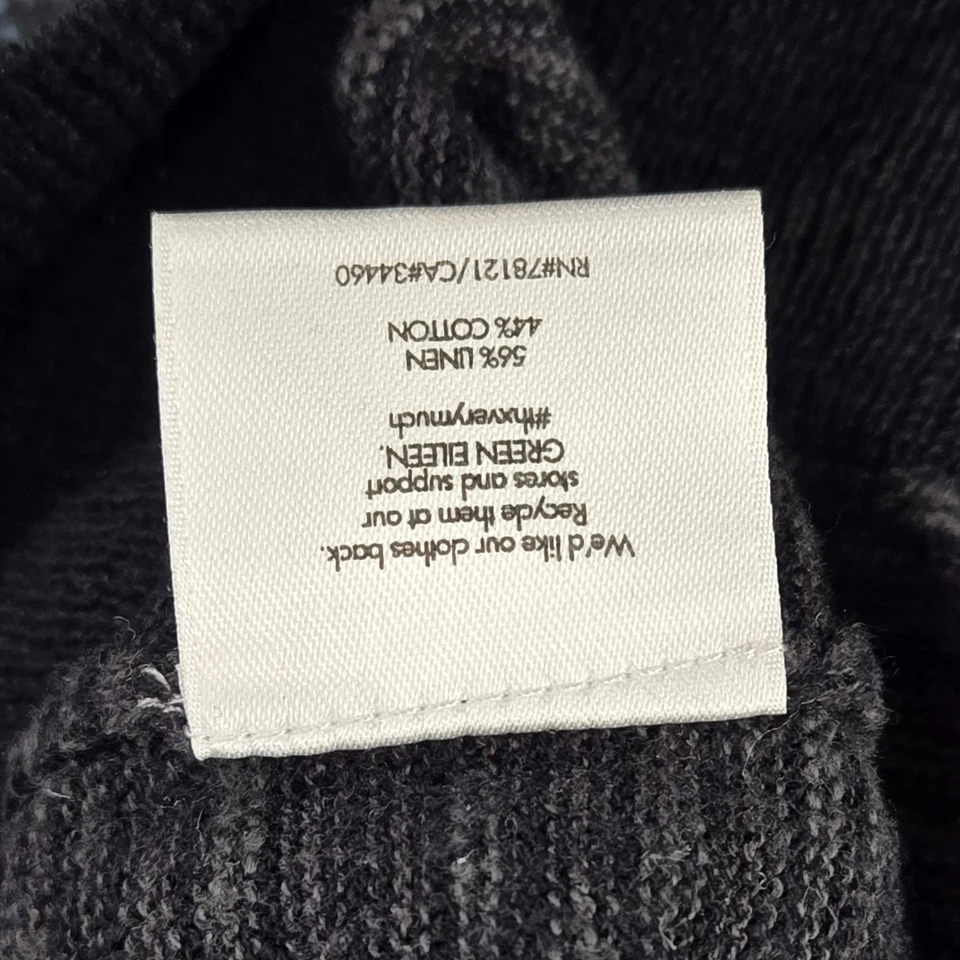 We'd like our clothes back.
Recycle them at our
stores and support
GREEN EILEEN.
#thxverymuch
56% LINEN
44% COTTON
RN#78121/CA#34460